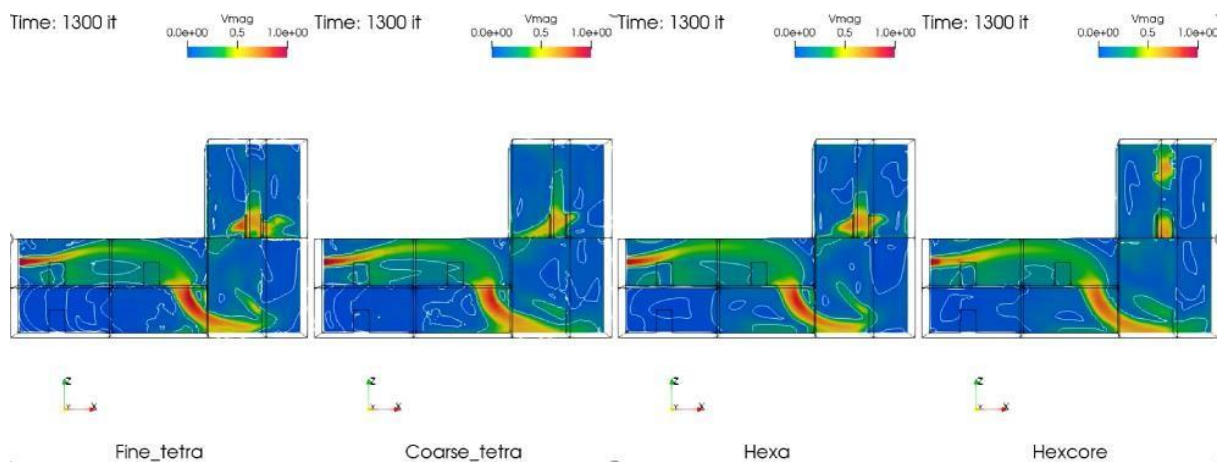 Time: 1300 it
Vmag
0.0e+00 0.5 1.0e+00
Z
Y X
Fine_tetra
Time: 1300 it
Vmag
0.0e+00 0.5 1.0e+00
Z
Y X
Coarse_tetra
Time: 1300 it
Vmag
0.0e+00 0.5 1.0e+00
Z
Y X
Hexa
Time: 1300 it
Vmag
0.0e+00 0.5 1.0e+00
Z
Y X
Hexcore